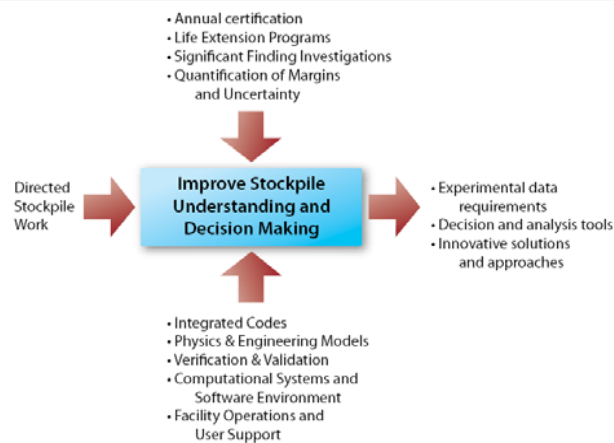 • Annual certification
• Life Extension Programs
• Significant Finding Investigations
• Quantification of Margins
and Uncertainty
Directed
Stockpile
Work
Improve Stockpile
Understanding and
Decision Making
• Experimental data
requirements
• Decision and analysis tools
• Innovative solutions
and approaches
• Integrated Codes
• Physics & Engineering Models
• Verification & Validation
• Computational Systems and
Software Environment
• Facility Operations and
User Support